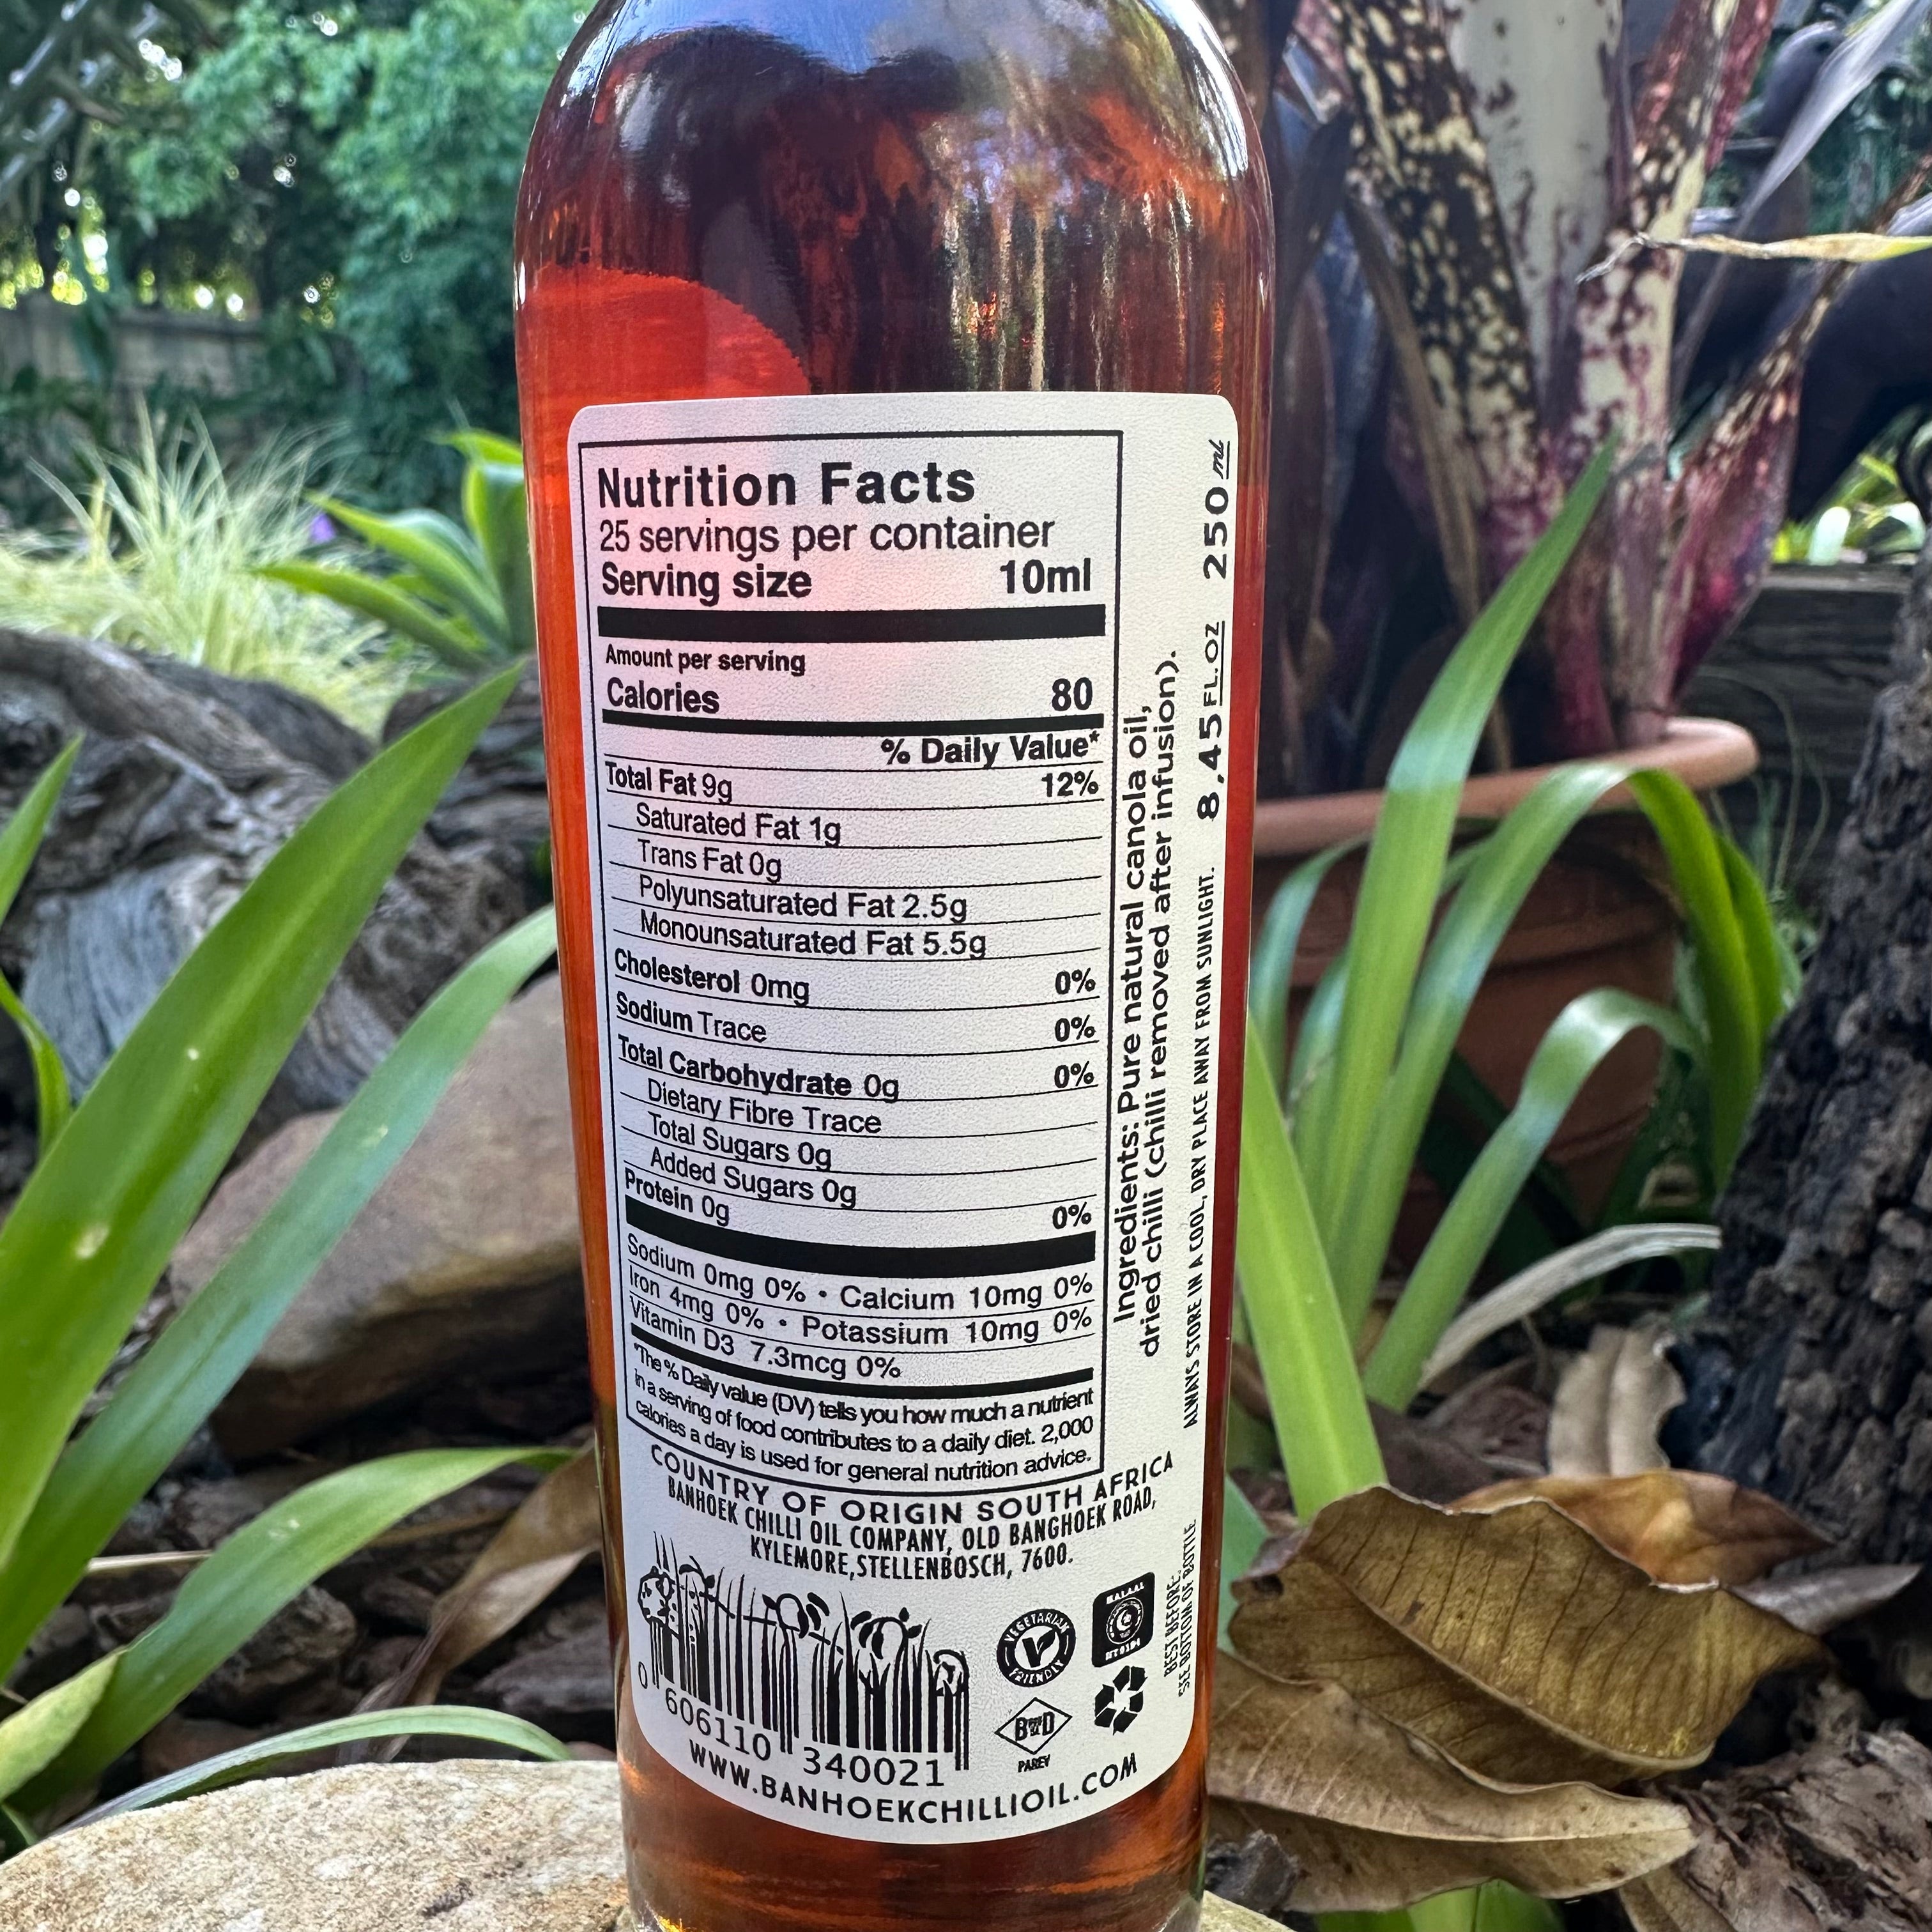 Nutrition Facts
25 servings per container
Serving size 10ml
Amount per serving
Calories 80
% Daily Value*
Total Fat 9g 12%
Saturated Fat 1g
Trans Fat 0g
Polyunsaturated Fat 2.5g
Monounsaturated Fat 5.5g
Cholesterol 0mg 0%
Sodium Trace 0%
Total Carbohydrate 0g 0%
Dietary Fibre Trace
Total Sugars 0g
Added Sugars 0g
Protein 0g 0%
Sodium 0mg 0% • Calcium 10mg 0%
Iron 4mg 0% • Potassium 10mg 0%
Vitamin D3 7.3mcg 0%
*The % Daily value (DV) tells you how much a nutrient
in a serving of food contributes to a daily diet. 2,000
calories a day is used for general nutrition advice.
Ingredients: Pure natural canola oil,
dried chilli (chilli removed after infusion).
ALWAYS STORE IN A COOL, DRY PLACE AWAY FROM SUNLIGHT.
8,45 FL.OZ 250 ml
COUNTRY OF ORIGIN SOUTH AFRICA
BANHOEK CHILLI OIL COMPANY, OLD BANGHOEK ROAD,
KYLEMORE, STELLENBOSCH, 7600.
BEST BEFORE:
SEE BOTTOM OF BOTTLE
VEGETARIAN
V
FRIENDLY
HALAAL
BTD
PAREV
0 606110 340021
WWW.BANHOEKCHILLIOIL.COM